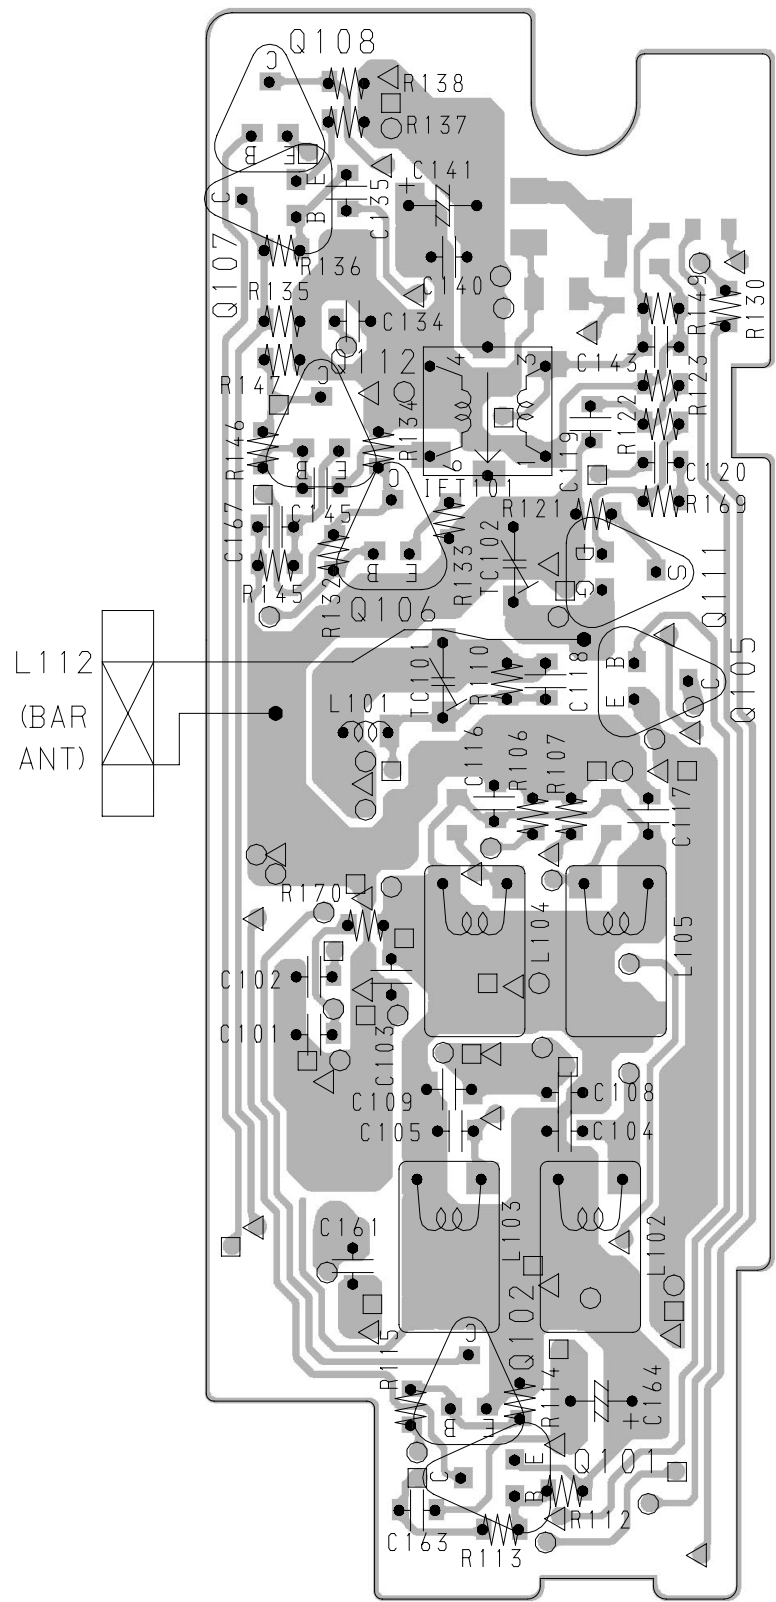 Q108
C
R138
R137
B E
C141
+
C
E
B
C135
Q107
R136
C140
R135
R149
R130
C134
C143
Q112
4 3
R147
C
R123
R122
R134
C119
R146
B E
6 1
C120
C
IFT101
R169
C167
C145
R121
TC102
D
G
S
Q111
R145
R132
B E
R133
Q106
L112
(BAR
ANT)
TC101
R110
C118
B
E
C
Q105
L101
C116
R106
R107
C117
R170
L104
L105
C102
C101
C103
C109
C108
C105
C104
C161
L103
L102
R115
C
Q102
R114
C164
+
B E
C
E
B
Q101
R112
C163
R113